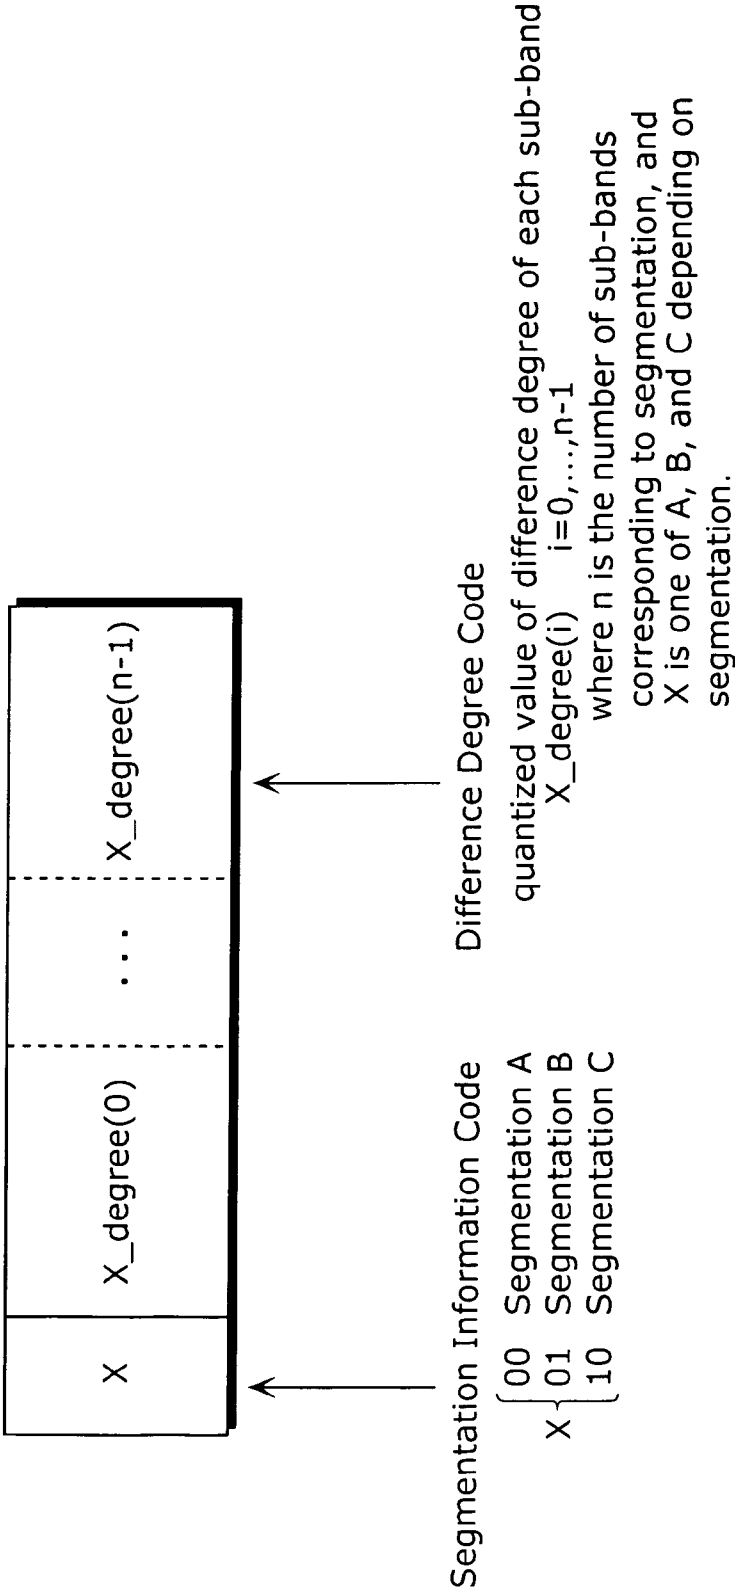 X X_degree(0) ... X_degree(n-1)
Segmentation Information Code
X
00 Segmentation A
01 Segmentation B
10 Segmentation C
Difference Degree Code
quantized value of difference degree of each sub-band
X_degree(i) i=0,...,n-1
where n is the number of sub-bands
corresponding to segmentation, and
X is one of A, B, and C depending on
segmentation.